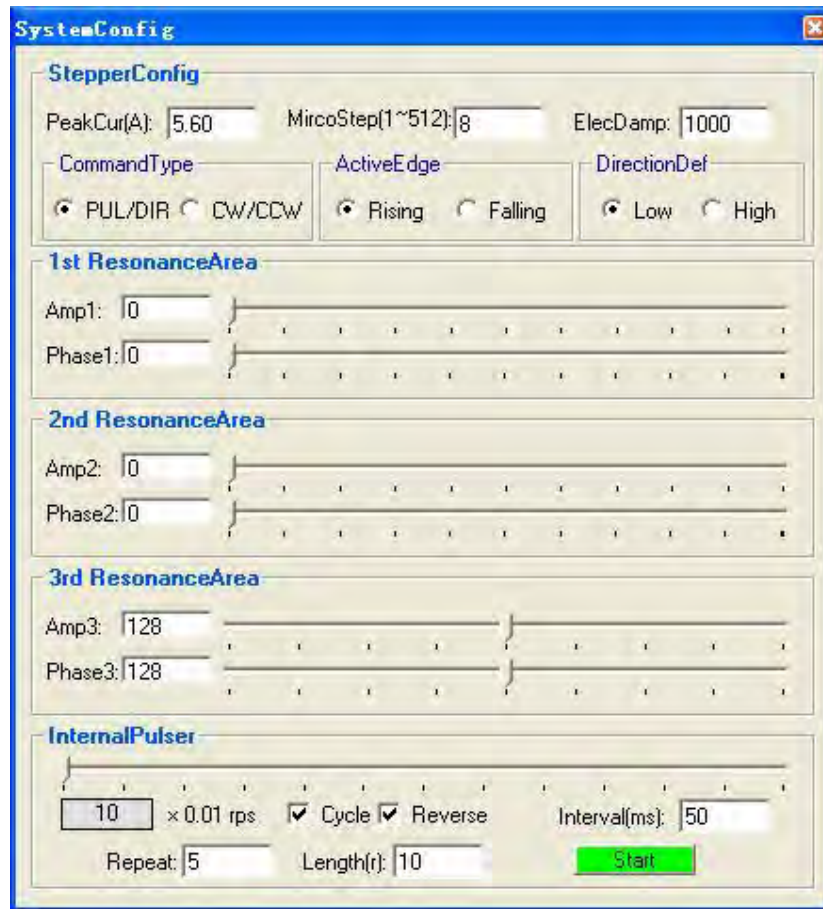 SystemConfig
StepperConfig
PeakCur(A): 5.60 MircoStep(1~512): 8 ElecDamp: 1000
CommandType ActiveEdge DirectionDef
PUL/DIR CW/CCW Rising Falling Low High
1st ResonanceArea
Amp1: 0
Phase1: 0
2nd ResonanceArea
Amp2: 0
Phase2: 0
3rd ResonanceArea
Amp3: 128
Phase3: 128
InternalPulser
10 × 0.01 rps Cycle Reverse Interval(ms): 50
Repeat: 5 Length(r): 10 Start